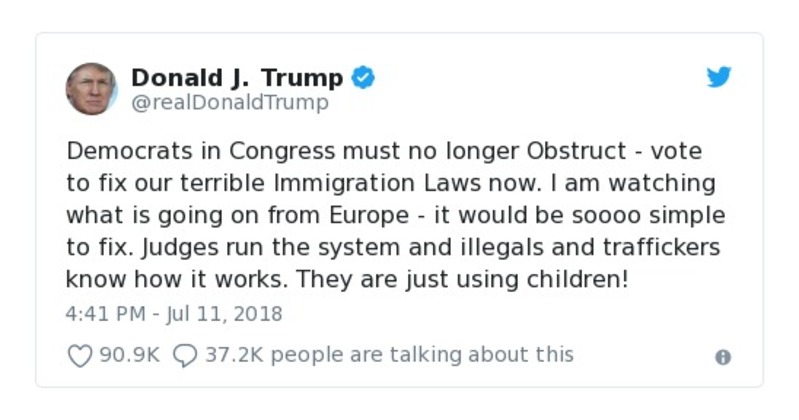 Donald J. Trump
@realDonaldTrump
Democrats in Congress must no longer Obstruct - vote
to fix our terrible Immigration Laws now. I am watching
what is going on from Europe - it would be soooo simple
to fix. Judges run the system and illegals and traffickers
know how it works. They are just using children!
4:41 PM - Jul 11, 2018
90.9K 37.2K people are talking about this